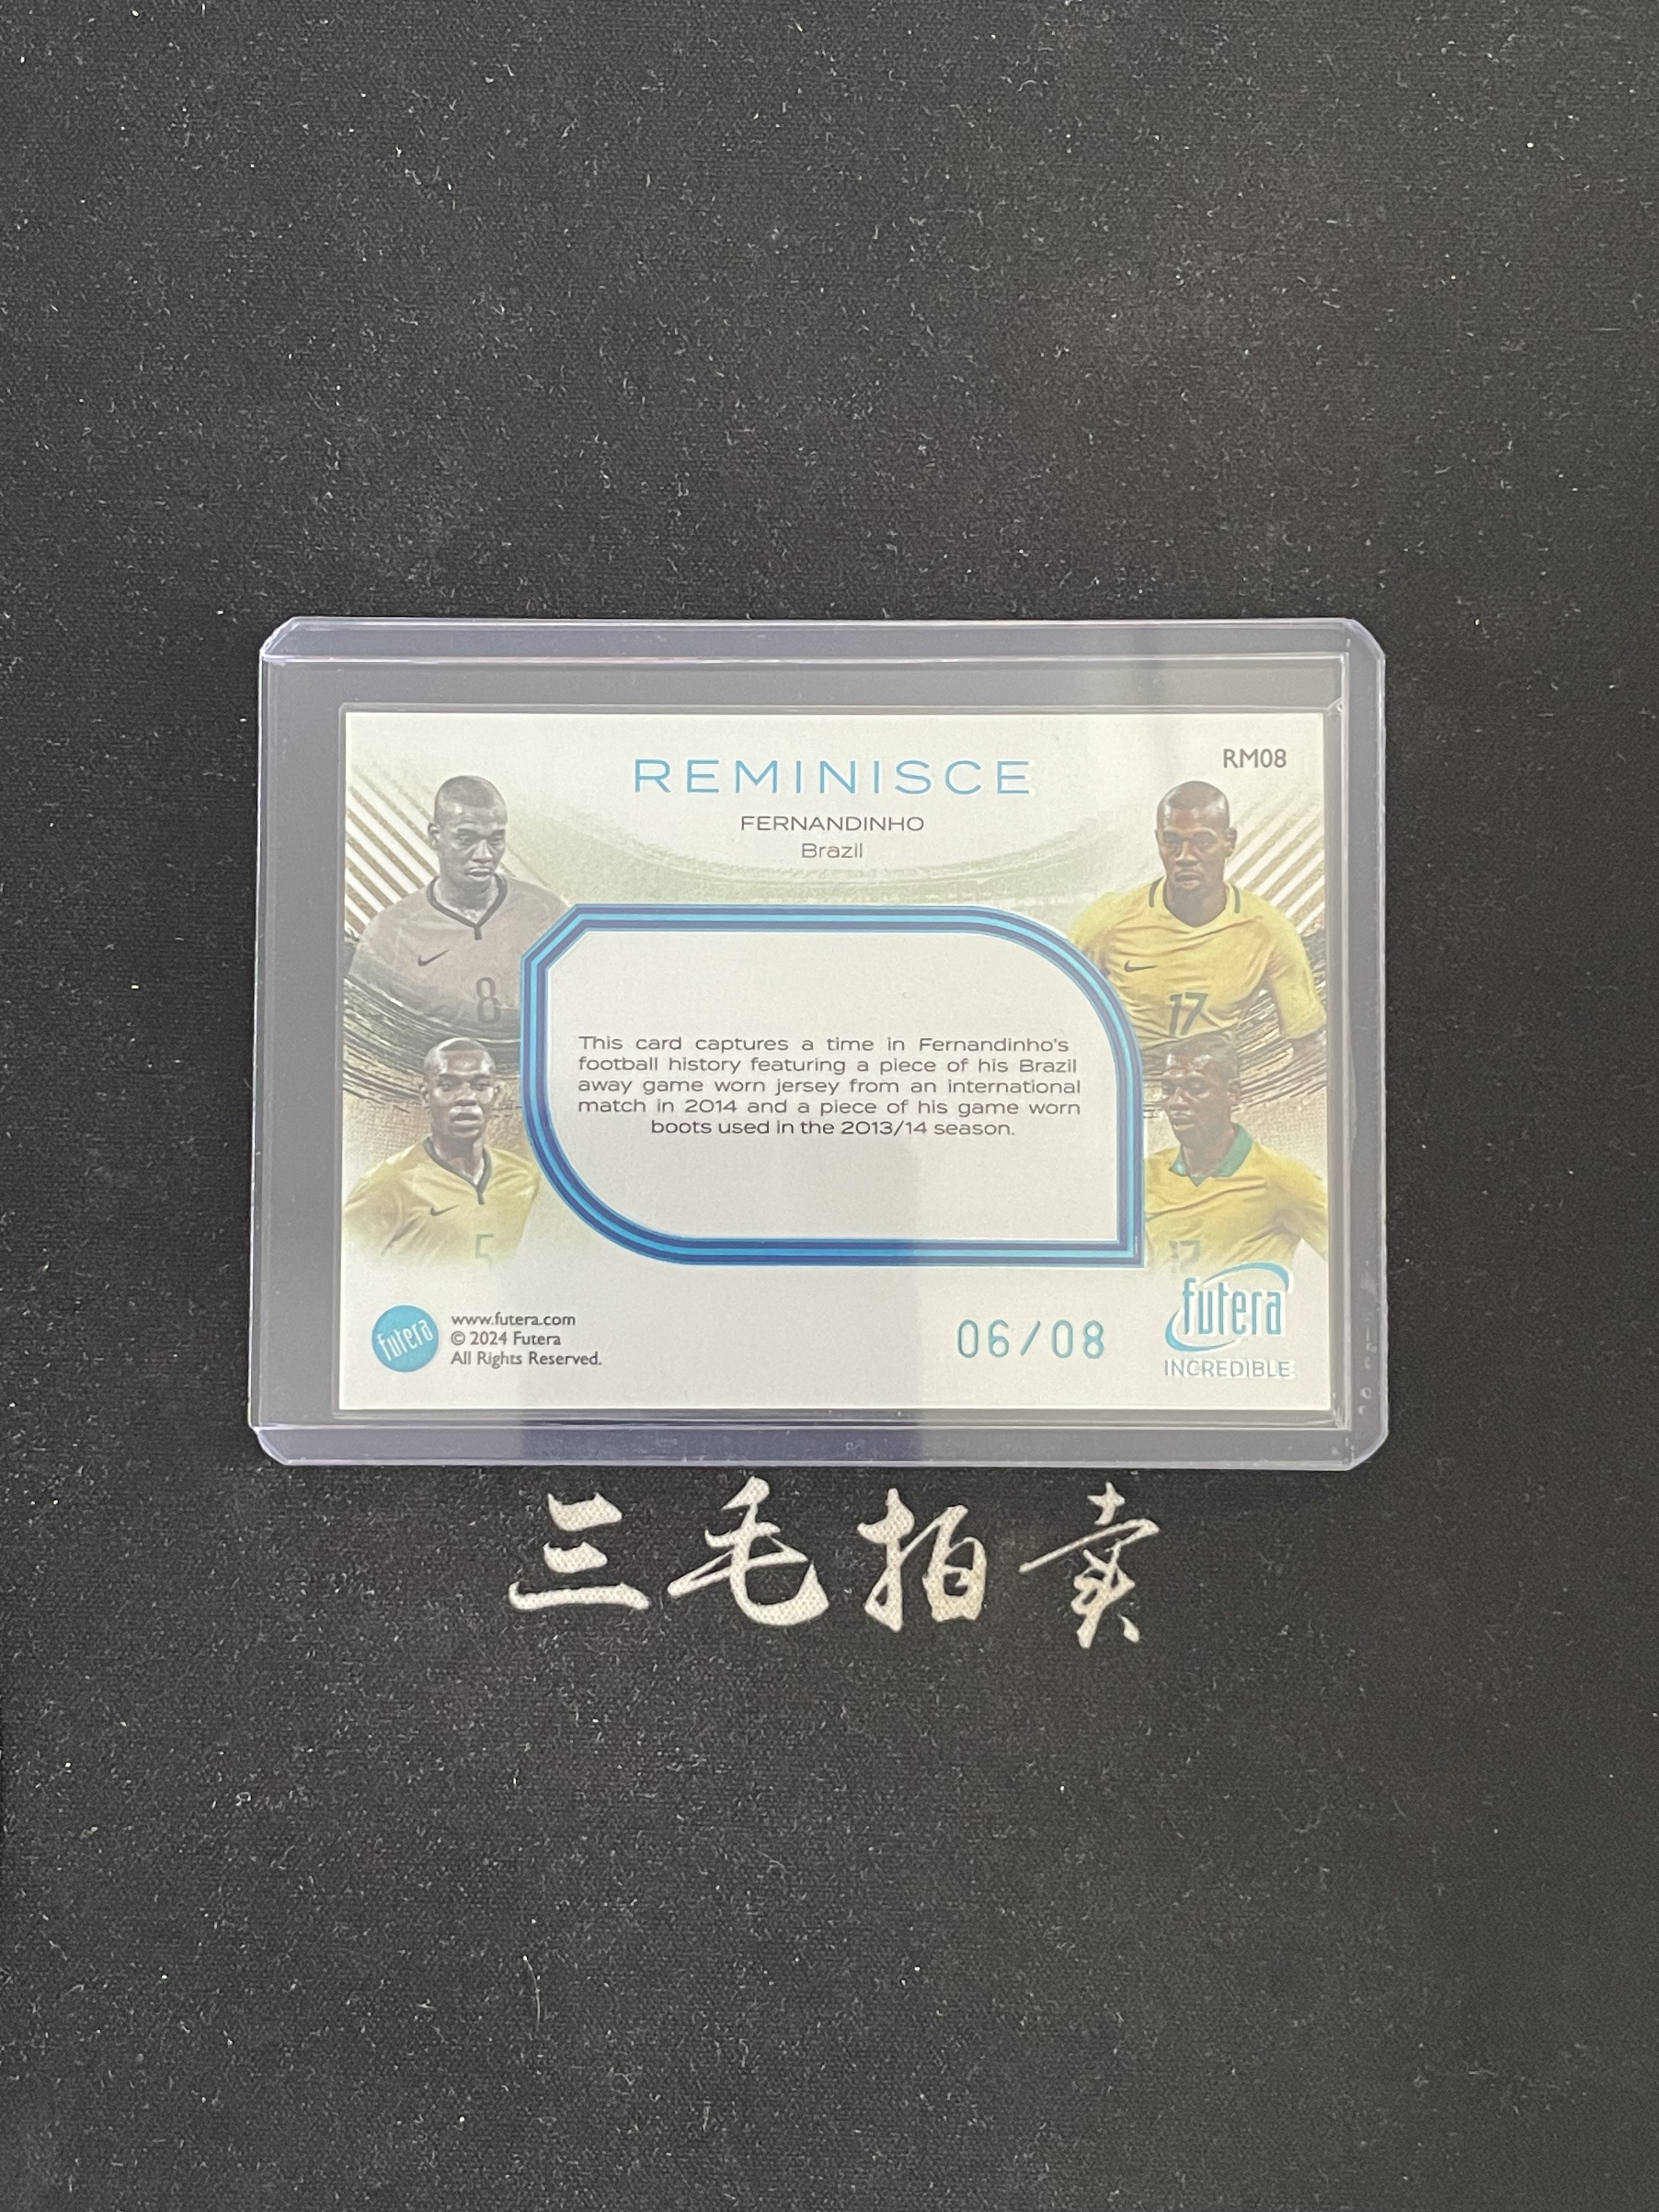 REMINISCE
RM08
FERNANDINHO
Brazil
8
17
5
This card captures a time in Fernandinho's
football history featuring a piece of his Brazil
away game worn jersey from an international
match in 2014 and a piece of his game worn
boots used in the 2013/14 season.
futera
www.futera.com
© 2024 Futera
All Rights Reserved.
06/08
futera
INCREDIBLE
三毛拍卖